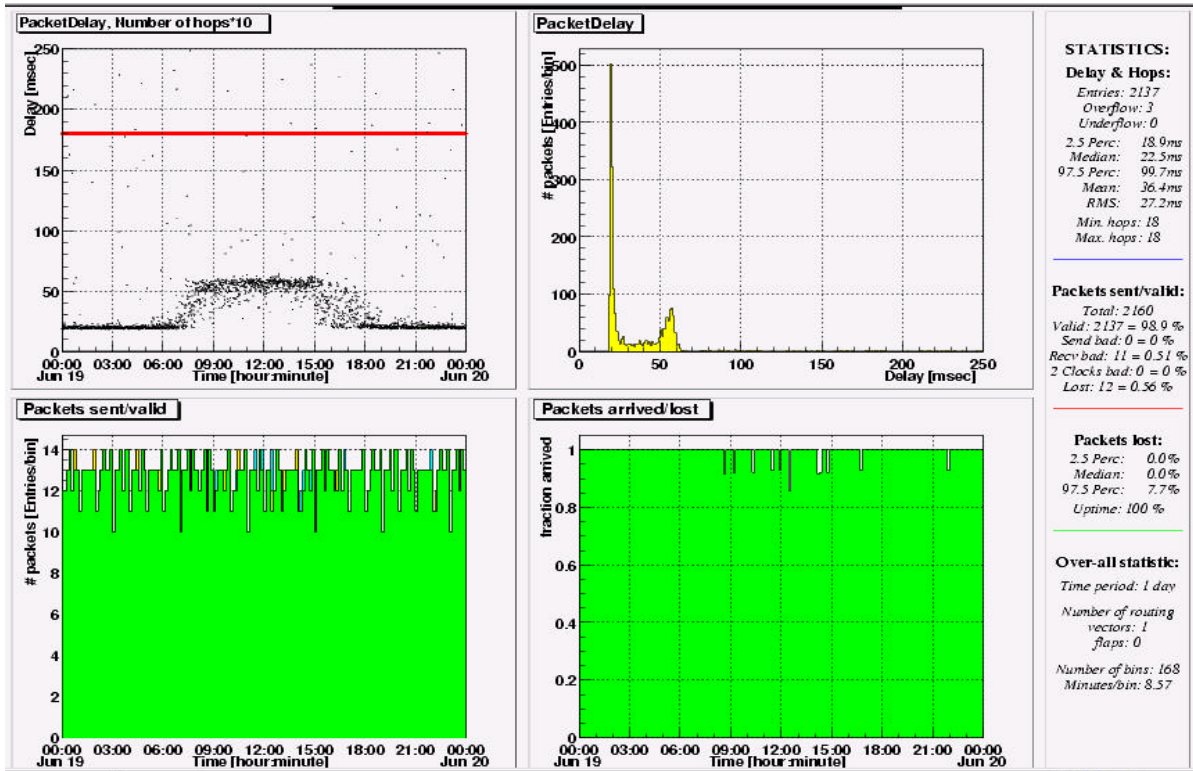 PacketDelay, Number of hops*10
Delay [msec]
250
200
150
100
50
0
00:00 03:00 06:00 09:00 12:00 15:00 18:00 21:00 00:00
Jun 19 Time [hour:minute] Jun 20
PacketDelay
# packets [Entries/bin]
500
400
300
200
100
0
0 50 100 150 200 250
Delay [msec]
Packets sent/valid
# packets [Entries/bin]
14
12
10
8
6
4
2
0
00:00 03:00 06:00 09:00 12:00 15:00 18:00 21:00 00:00
Jun 19 Time [hour:minute] Jun 20
Packets arrived/lost
fraction arrived
1
0.8
0.6
0.4
0.2
0
00:00 03:00 06:00 09:00 12:00 15:00 18:00 21:00 00:00
Jun 19 Time [hour:minute] Jun 20
STATISTICS:
Delay & Hops:
Entries: 2137
Overflow: 3
Underflow: 0
2.5 Perc: 18.9ms
Median: 22.5ms
97.5 Perc: 99.7ms
Mean: 36.4ms
RMS: 27.2ms
Min. hops: 18
Max. hops: 18
Packets sent/valid:
Total: 2160
Valid: 2137 = 98.9 %
Send bad: 0 = 0 %
Recv bad: 11 = 0.51 %
2 Clocks bad: 0 = 0 %
Lost: 12 = 0.56 %
Packets lost:
2.5 Perc: 0.0%
Median: 0.0%
97.5 Perc: 7.7%
Uptime: 100 %
Over-all statistic:
Time period: 1 day
Number of routing
vectors: 1
flaps: 0
Number of bins: 168
Minutes/bin: 8.57